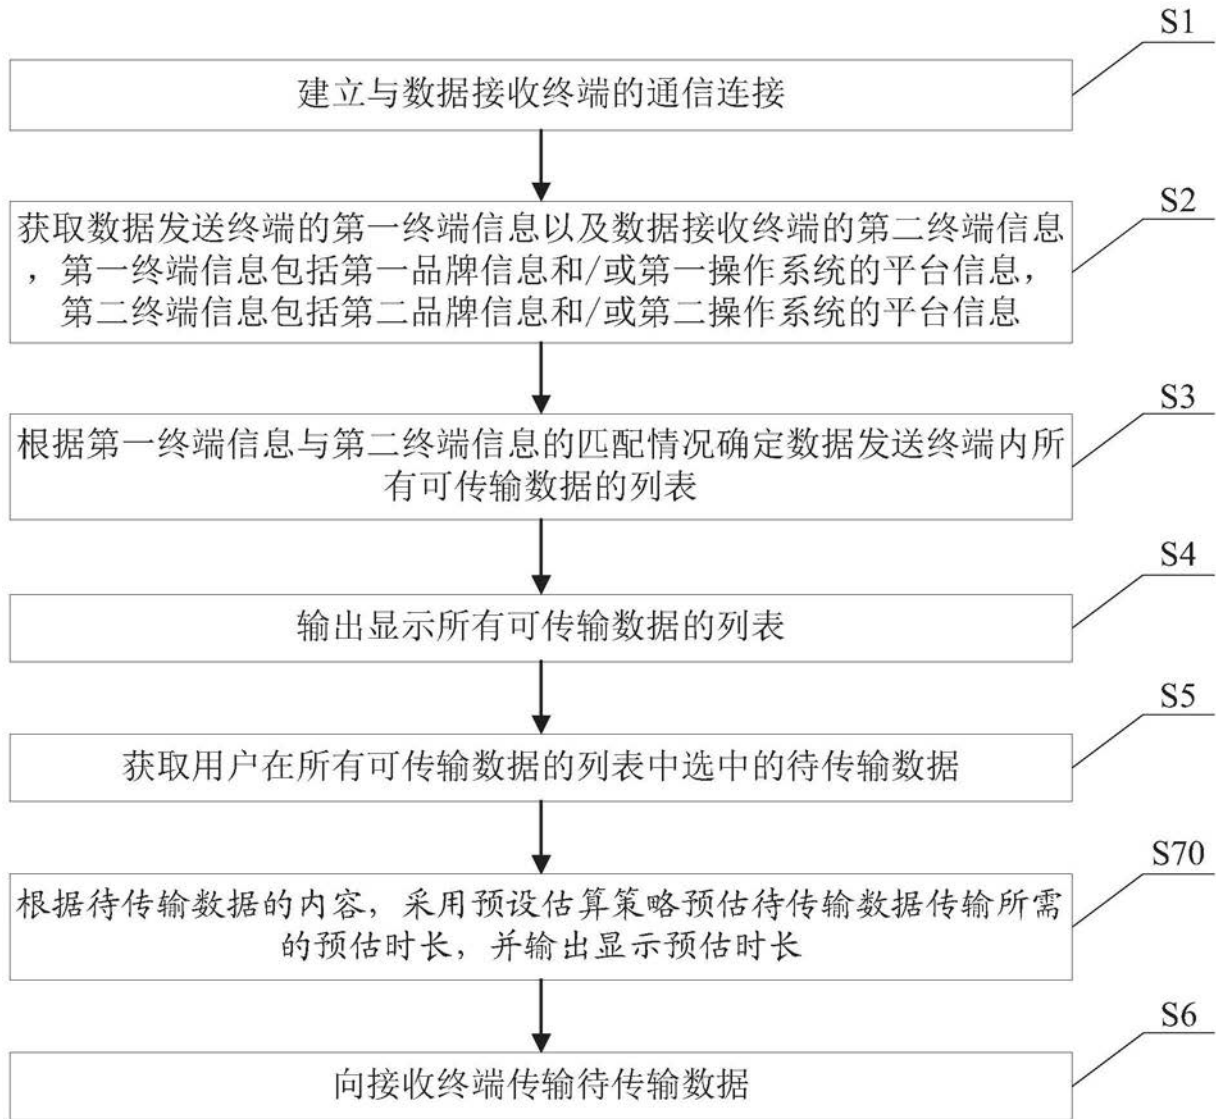 S1
建立与数据接收终端的通信连接
S2
获取数据发送终端的第一终端信息以及数据接收终端的第二终端信息
，第一终端信息包括第一品牌信息和/或第一操作系统的平台信息，
第二终端信息包括第二品牌信息和/或第二操作系统的平台信息
S3
根据第一终端信息与第二终端信息的匹配情况确定数据发送终端内所
有可传输数据的列表
S4
输出显示所有可传输数据的列表
S5
获取用户在所有可传输数据的列表中选中的待传输数据
S70
根据待传输数据的内容，采用预设估算策略预估待传输数据传输所需
的预估时长，并输出显示预估时长
S6
向接收终端传输待传输数据